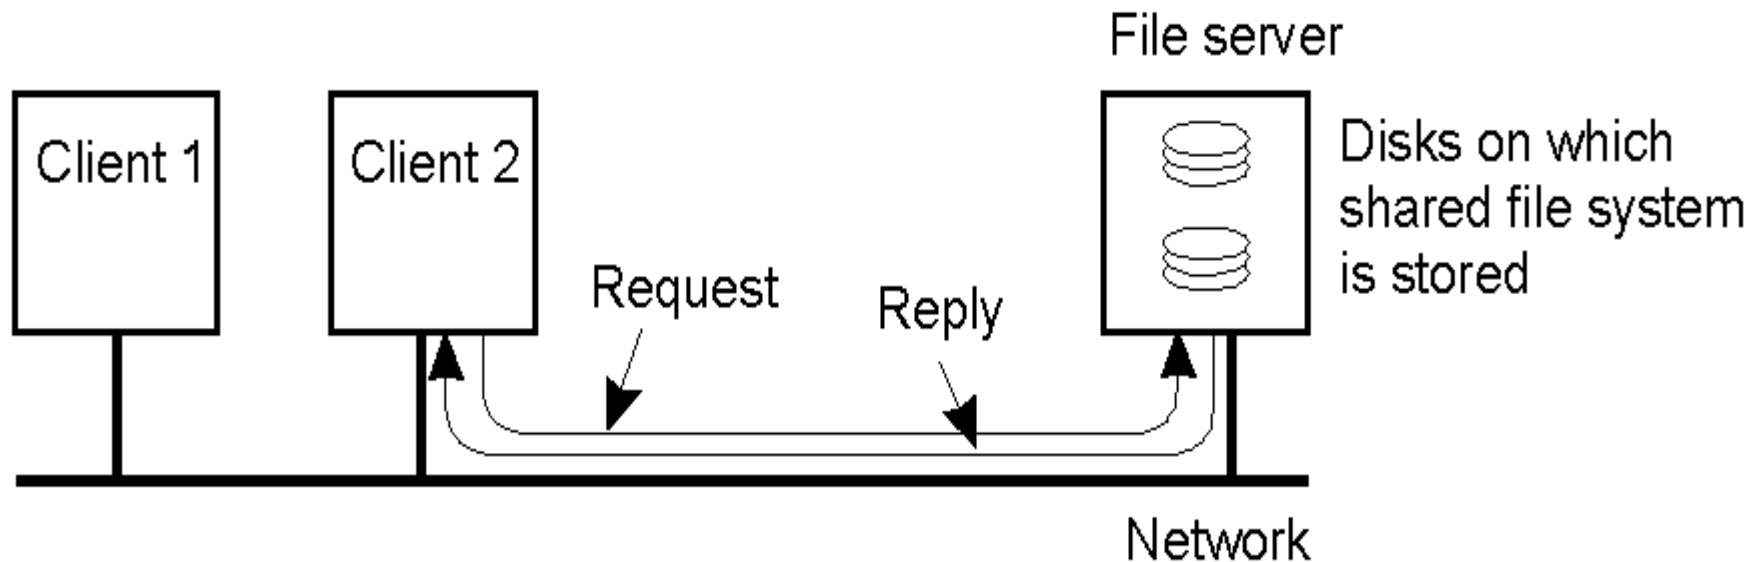 File server
Client 1
Client 2
Disks on which
shared file system
is stored
Request
Reply
Network